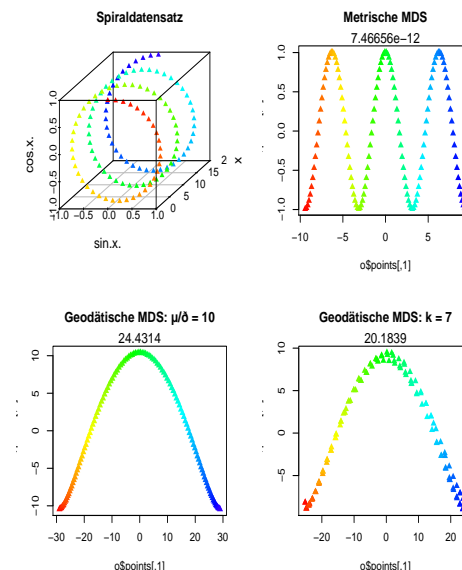 Spiraldatensatz
cos.x.
-1.0 -0.5 0.0 0.5 1.0
-1.0 -0.5 0.0 0.5 1.0
sin.x.
0 5 10 15 2
x
Metrische MDS
7.46656e-12
-1.0 -0.5 0.0 0.5 1.0
-10 -5 0 5
o$points[,1]
Geodätische MDS: μ/ð = 10
24.4314
-10 -5 0 5 10
-30 -20 -10 0 10 20 30
o$points[,1]
Geodätische MDS: k = 7
20.1839
-5 0 5 10
-20 -10 0 10 20
o$points[,1]